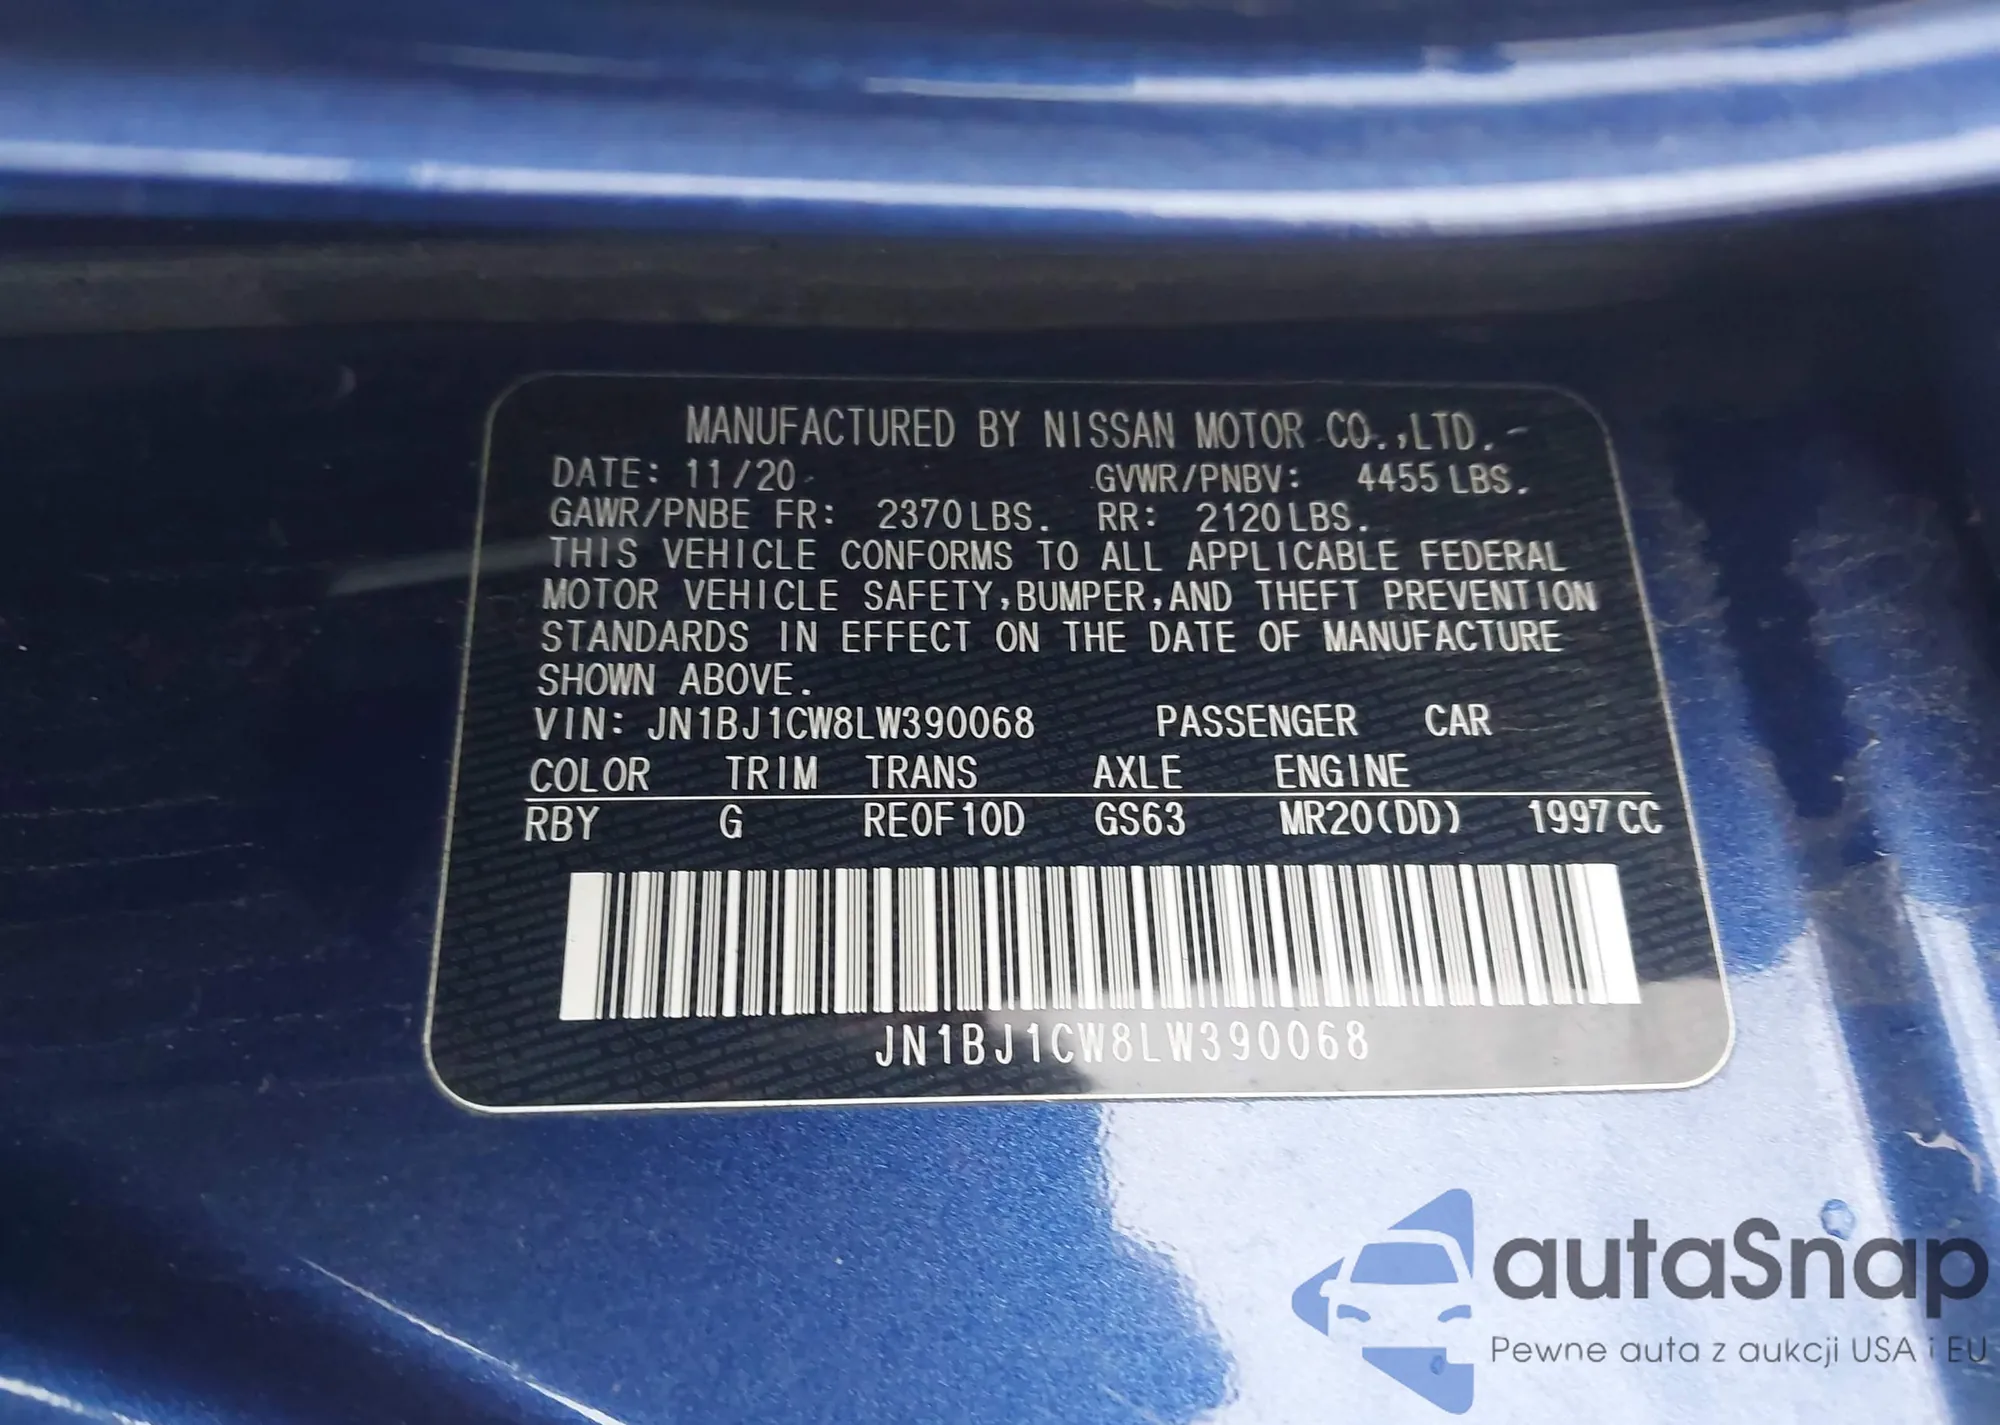 MANUFACTURED BY NISSAN MOTOR CO.,LTD.
DATE: 11/20 GVWR/PNBV: 4455 LBS.
GAWR/PNBE FR: 2370 LBS. RR: 2120 LBS.
THIS VEHICLE CONFORMS TO ALL APPLICABLE FEDERAL
MOTOR VEHICLE SAFETY,BUMPER,AND THEFT PREVENTION
STANDARDS IN EFFECT ON THE DATE OF MANUFACTURE
SHOWN ABOVE.
VIN: JN1BJ1CW8LW390068 PASSENGER CAR
COLOR TRIM TRANS AXLE ENGINE
RBY G RE0F10D GS63 MR20(DD) 1997 CC
JN1BJ1CW8LW390068
autaSnap
Pewne auta z aukcji USA i EU